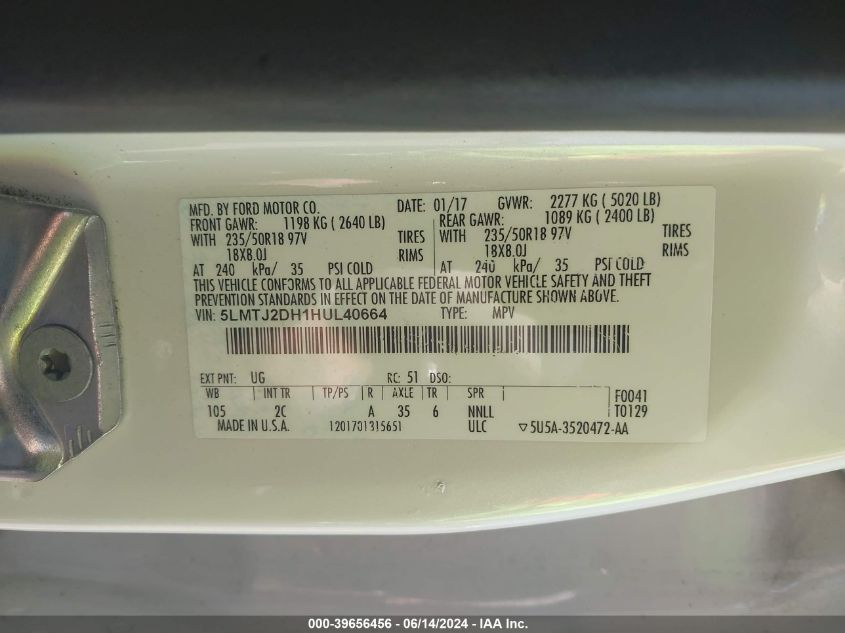 MFD. BY FORD MOTOR CO. DATE: 01/17 GVWR: 2277 KG ( 5020 LB)
FRONT GAWR: 1198 KG ( 2640 LB) REAR GAWR: 1089 KG ( 2400 LB)
WITH 235/50R18 97V TIRES WITH 235/50R18 97V TIRES
18X8.0J RIMS 18X8.0J RIMS
AT 240 kPa/ 35 PSI COLD AT 240 kPa/ 35 PSI COLD
THIS VEHICLE CONFORMS TO ALL APPLICABLE FEDERAL MOTOR VEHICLE SAFETY AND THEFT
PREVENTION STANDARDS IN EFFECT ON THE DATE OF MANUFACTURE SHOWN ABOVE.
VIN: 5LMTJ2DH1HUL40664 TYPE: MPV
EXT PNT: UG RC: 51 DSO:
WB INT TR TP/PS R AXLE TR SPR F0041
105 2C A 35 6 NNLL T0129
MADE IN U.S.A. 1201701315651 ULC ▽5U5A-3520472-AA
53
000-39656456 - 06/14/2024 - IAA Inc.